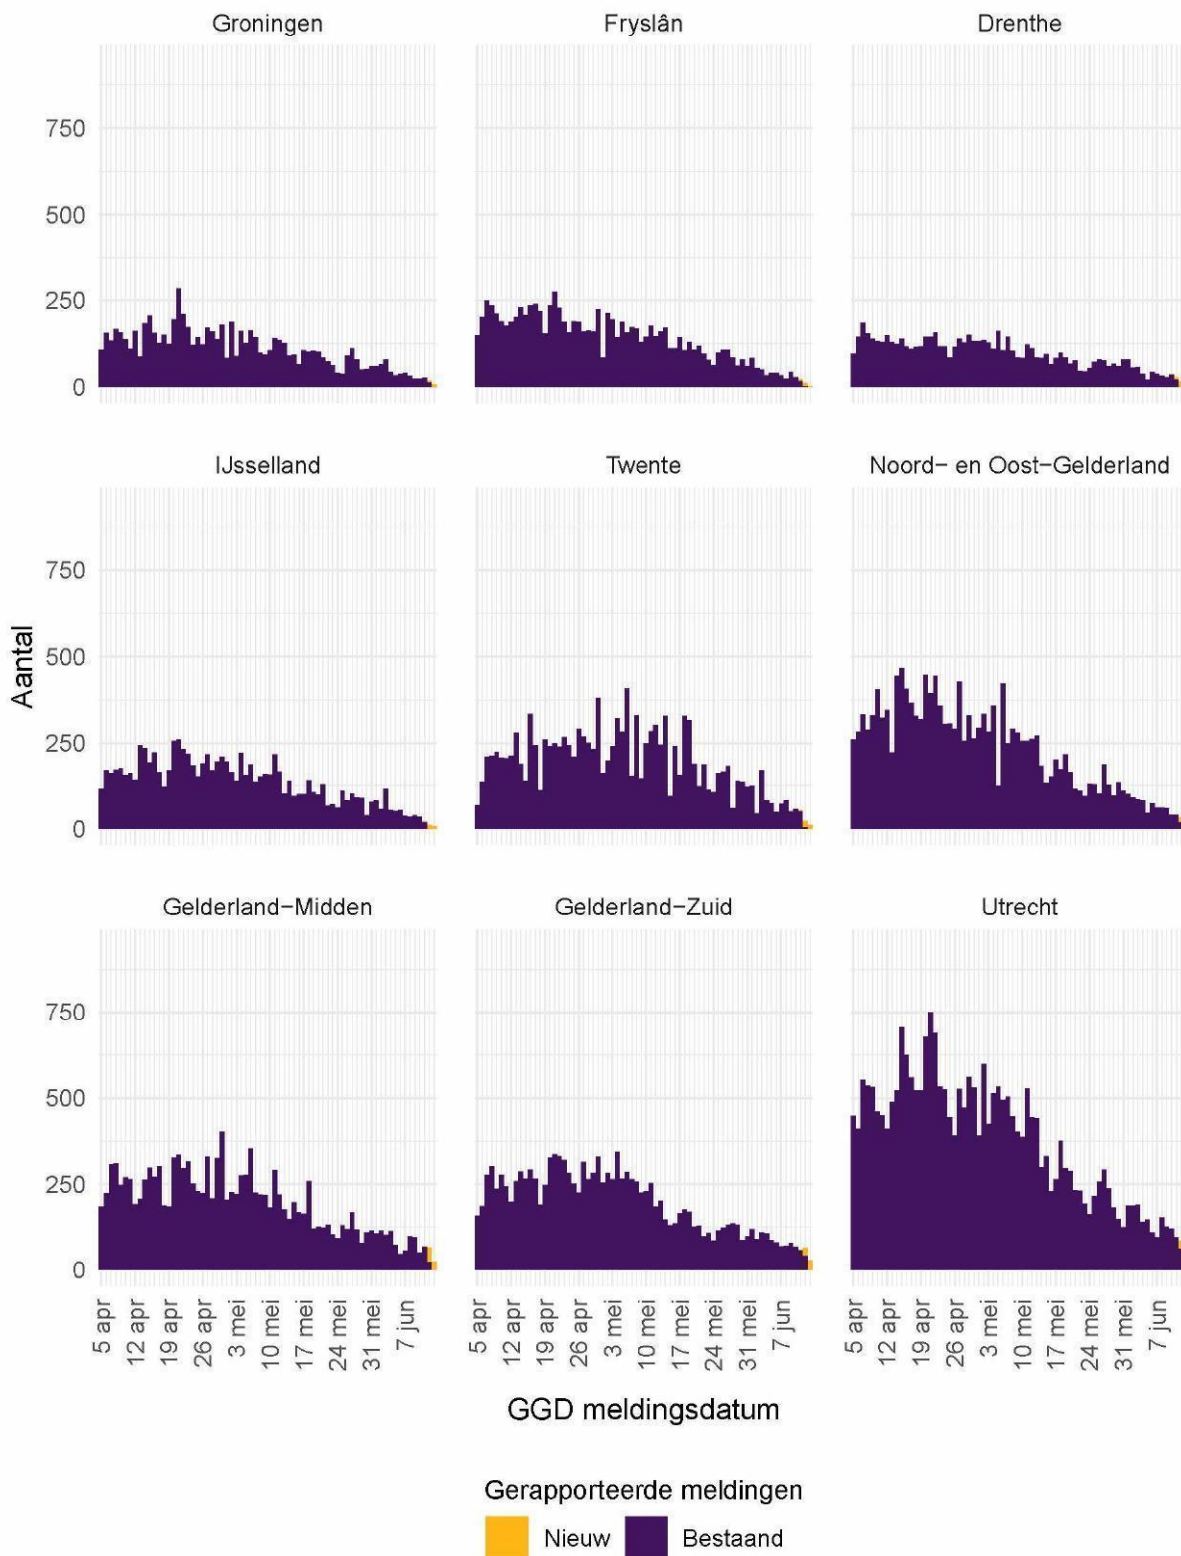 Groningen
Fryslân
Drenthe
750
500
250
0
IJsselland
Twente
Noord- en Oost-Gelderland
Aantal
750
500
250
0
Gelderland-Midden
Gelderland-Zuid
Utrecht
750
500
250
0
5 apr
12 apr
19 apr
26 apr
3 mei
10 mei
17 mei
24 mei
31 mei
7 jun
5 apr
12 apr
19 apr
26 apr
3 mei
10 mei
17 mei
24 mei
31 mei
7 jun
5 apr
12 apr
19 apr
26 apr
3 mei
10 mei
17 mei
24 mei
31 mei
7 jun
GGD meldingsdatum
Gerapporteerde meldingen
Nieuw
Bestaand